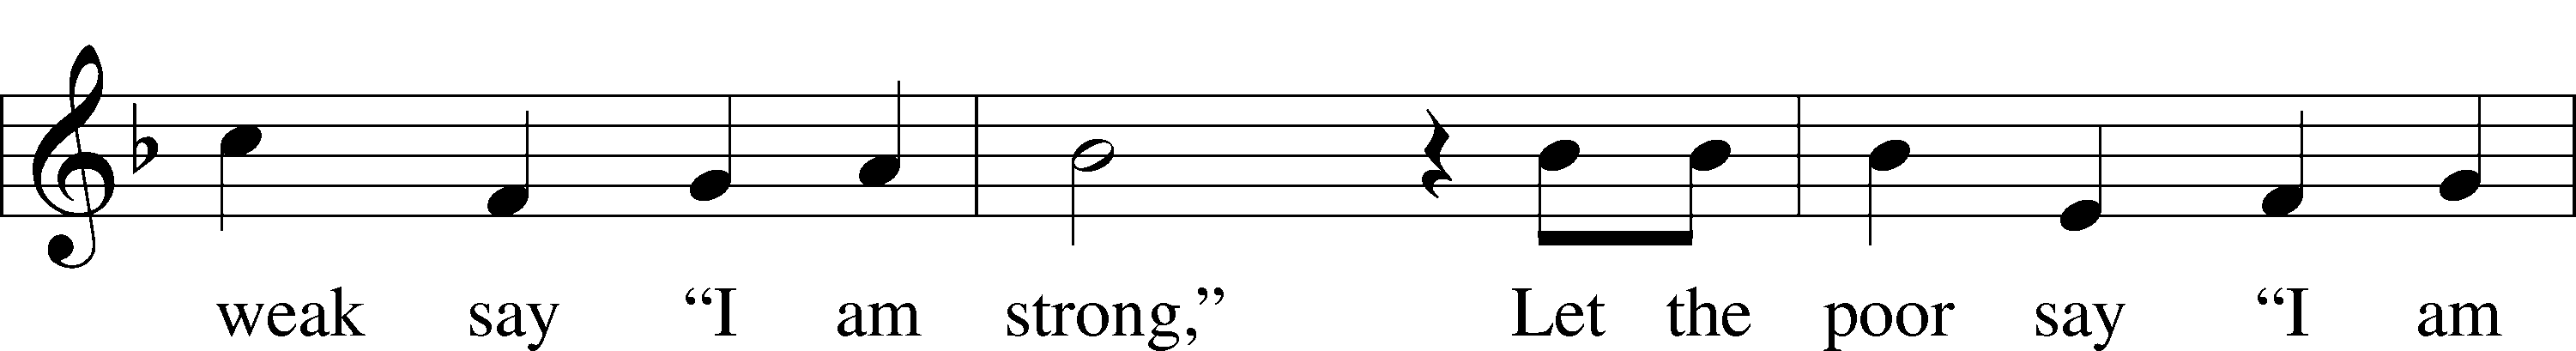 weak say “I am strong,” Let the poor say “I am